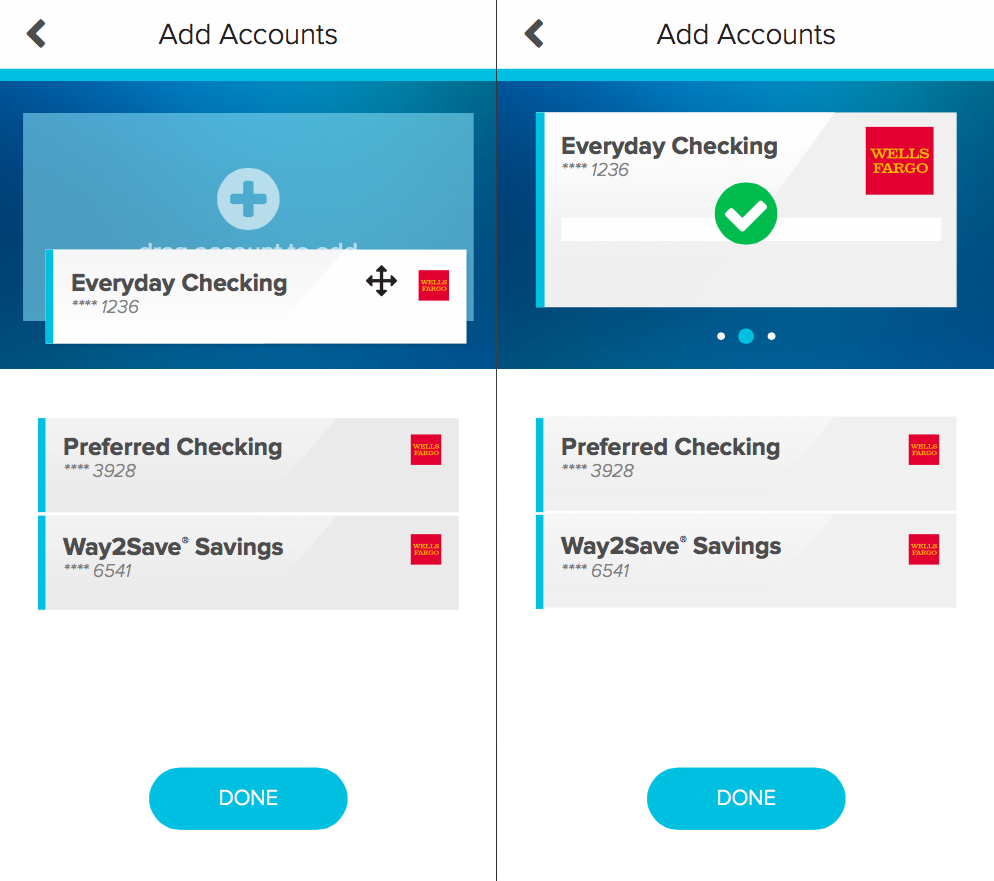 Add Accounts
drag account to add
Everyday Checking
**** 1236
WELLS
FARGO
Preferred Checking
**** 3928
WELLS
FARGO
Way2Save® Savings
**** 6541
WELLS
FARGO
DONE
Add Accounts
Everyday Checking
**** 1236
WELLS
FARGO
Preferred Checking
**** 3928
WELLS
FARGO
Way2Save® Savings
**** 6541
WELLS
FARGO
DONE